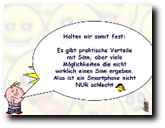 Halten wir somit fest:
Es gibt praktische Vorteile
mit Sinn, aber viele
Möglichkeiten die nicht
wirklich einen Sinn ergeben.
Also ist ein Smartphone nicht
NUR schlecht